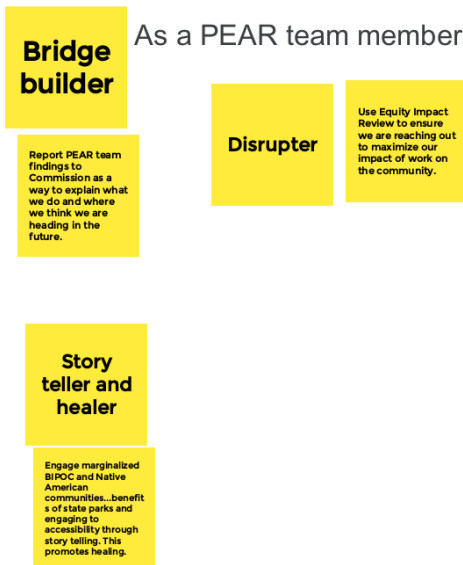 As a PEAR team member
Bridge
builder
Report PEAR team
findings to
Commission as a
way to explain what
we do and where
we think we are
heading in the
future.
Disrupter
Use Equity Impact
Review to ensure
we are reaching out
to maximize our
impact of work on
the community.
Story
teller and
healer
Engage marginalized
BIPOC and Native
American
communities...benefit
s of state parks and
engaging to
accessibility through
story telling. This
promotes healing.